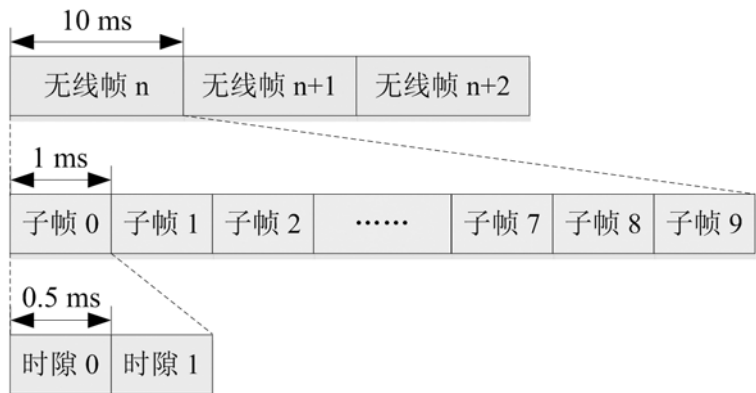 10 ms
无线帧 n 无线帧 n+1 无线帧 n+2
1 ms
子帧 0 子帧 1 子帧 2 …… 子帧 7 子帧 8 子帧 9
0.5 ms
时隙 0 时隙 1